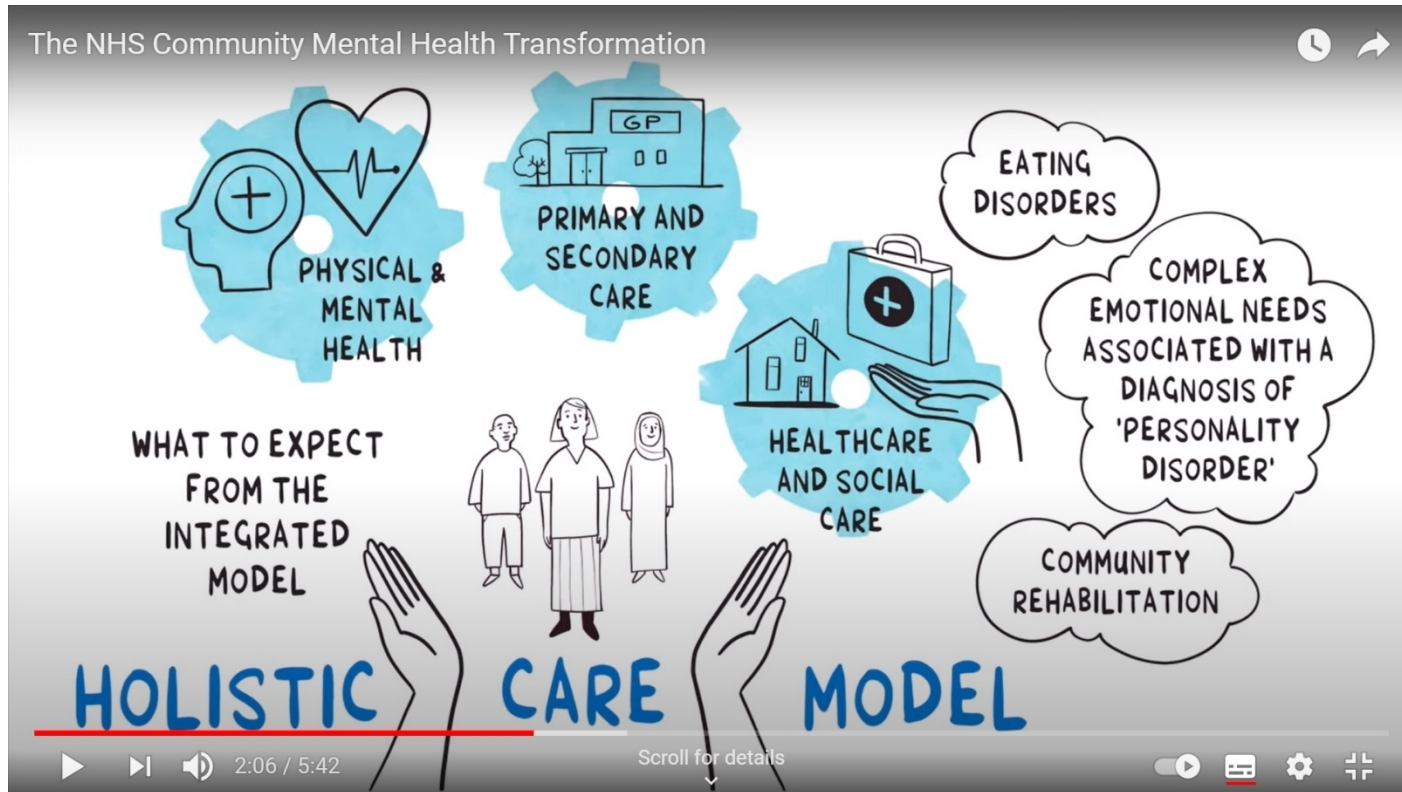 The NHS Community Mental Health Transformation
PHYSICAL &
MENTAL
HEALTH
GP
PRIMARY AND
SECONDARY
CARE
HEALTHCARE
AND SOCIAL
CARE
EATING
DISORDERS
COMPLEX
EMOTIONAL NEEDS
ASSOCIATED WITH A
DIAGNOSIS OF
'PERSONALITY
DISORDER'
COMMUNITY
REHABILITATION
WHAT TO EXPECT
FROM THE
INTEGRATED
MODEL
HOLISTIC CARE MODEL
2:06 / 5:42
Scroll for details